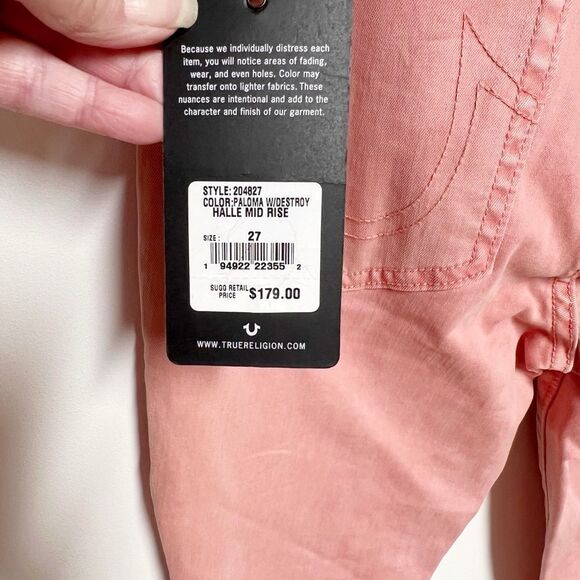 Because we individually distress each
item, you will notice areas of fading,
wear, and even holes. Color may
transfer onto lighter fabrics. These
nuances are intentional and add to the
character and finish of our garment.
STYLE: 204827
COLOR:PALOMA W/DESTROY
HALLE MID RISE
SIZE: 27
1 94922 22355 2
SUGG RETAIL PRICE $179.00
WWW.TRUERELIGION.COM